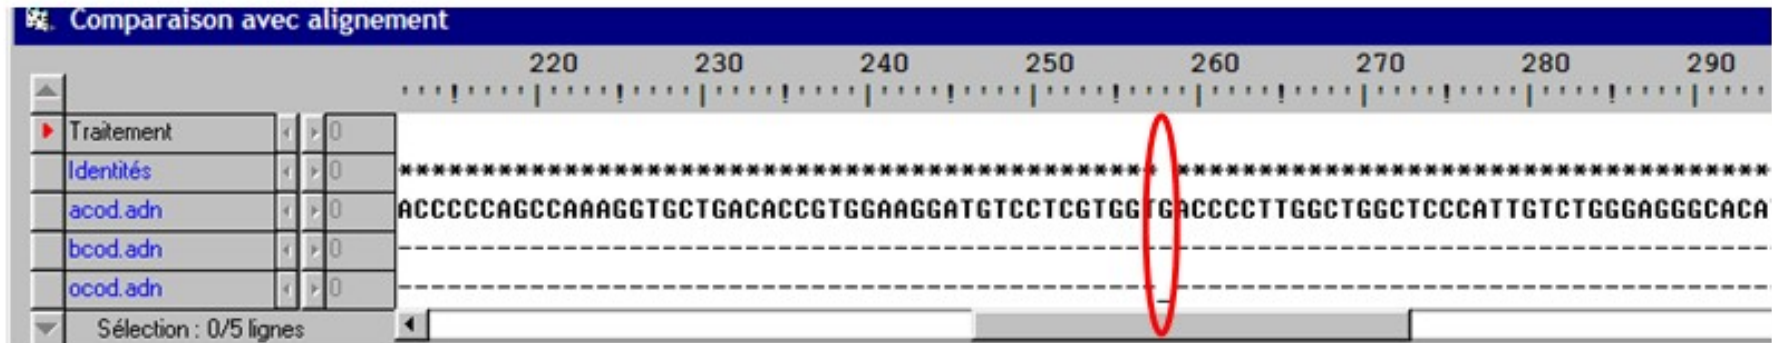 Comparaison avec alignement
220 230 240 250 260 270 280 290
Traitement 0
Identités 0 ********************************************** ************************************
acod.adn 0 ACCCCCAGCCAAAGGTGCTGACACCGTGGAAGGATGTCCTCGTGGTGACCCCTTGGCTGGCTCCCATTGTCTGGGAGGGCACA
bcod.adn 0 -----------------------------------------------------------------------------------
ocod.adn 0 ----------------------------------------------_------------------------------------
Sélection : 0/5 lignes